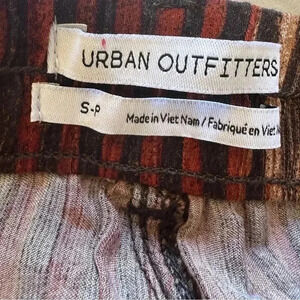 URBAN OUTFITTERS
S-P
Made in Viet Nam / Fabriqué en Viet